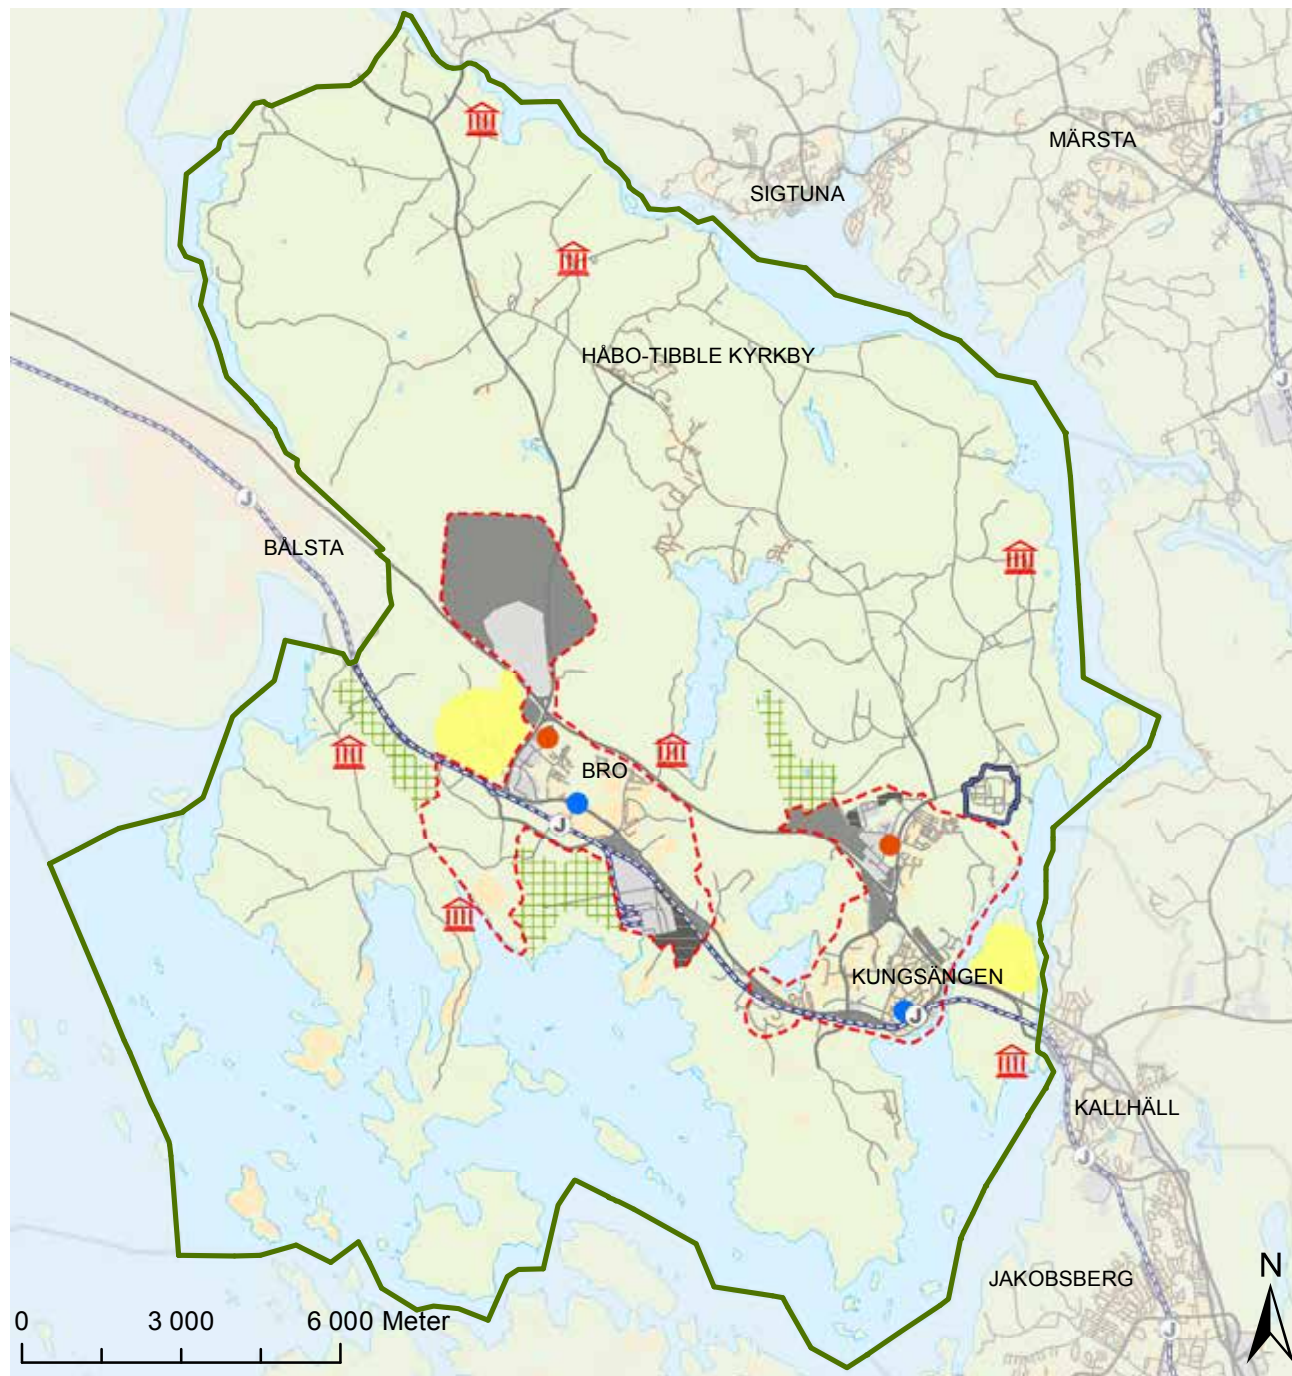 MÄRSTA
SIGTUNA
HÅBO-TIBBLE KYRKBY
J
J
J
BÅLSTA
BRO
J
KUNGSÄNGEN
J
KALLHÄLL
J
JAKOBSBERG
J
N
0 3 000 6 000 Meter